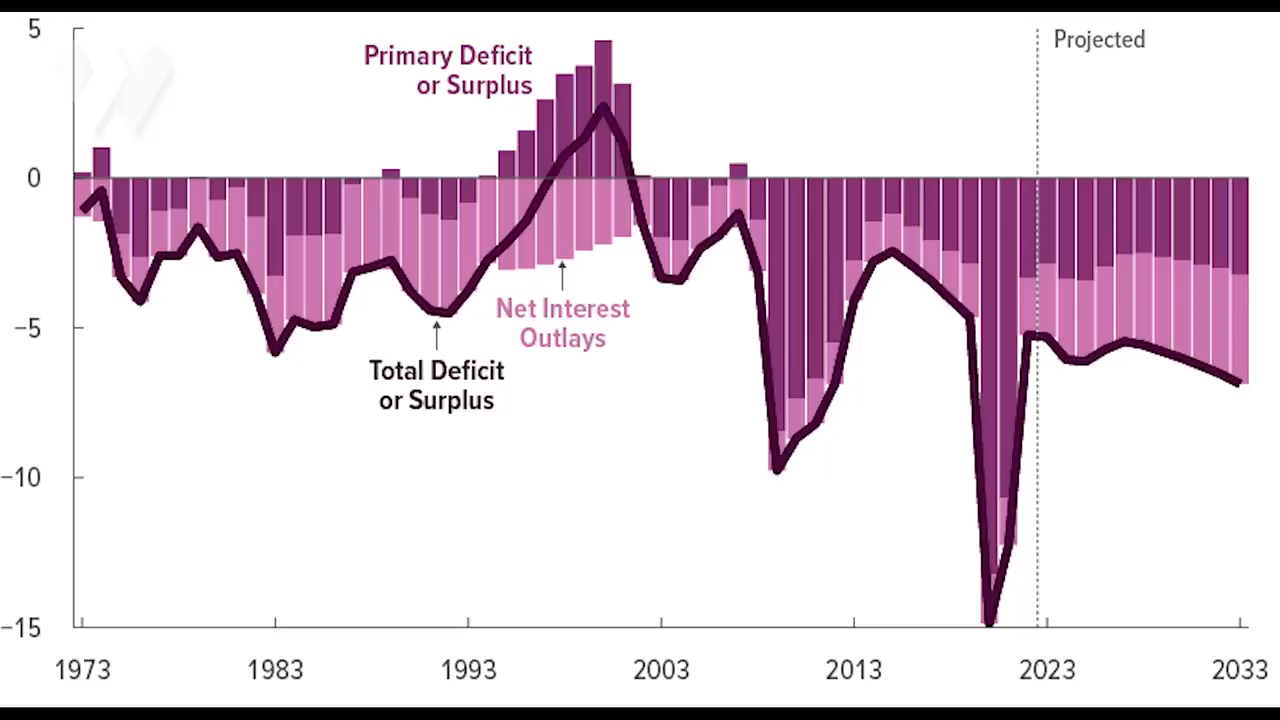 5
Primary Deficit
or Surplus
Projected
0
Net Interest
Outlays
−5
Total Deficit
or Surplus
−10
−15
1973 1983 1993 2003 2013 2023 2033